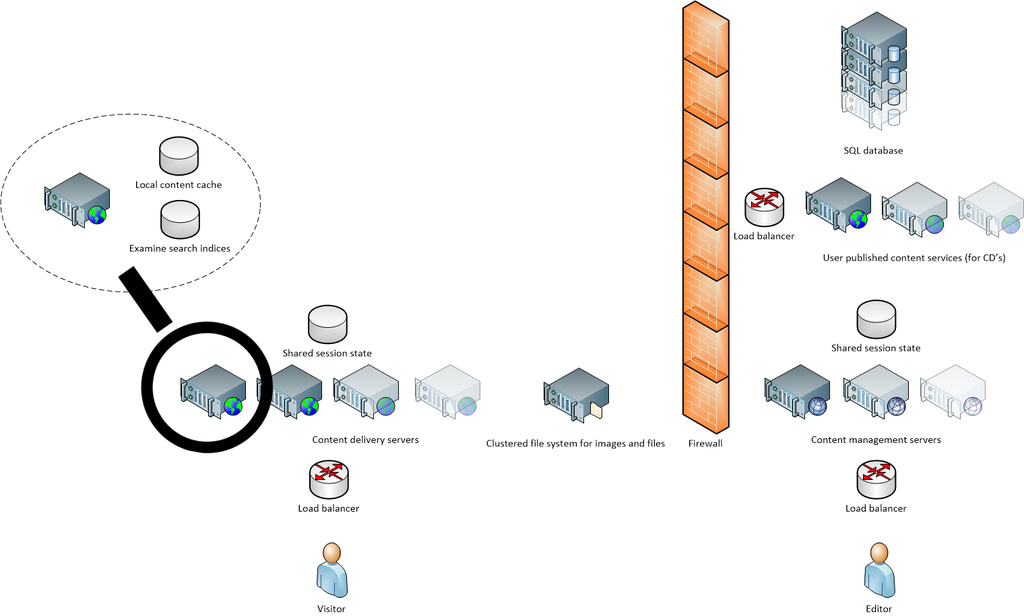 SQL database
Local content cache
Load balancer
Examine search indices
User published content services (for CD's)
Shared session state
Shared session state
Content delivery servers
Clustered file system for images and files
Firewall
Content management servers
Load balancer
Load balancer
Visitor
Editor